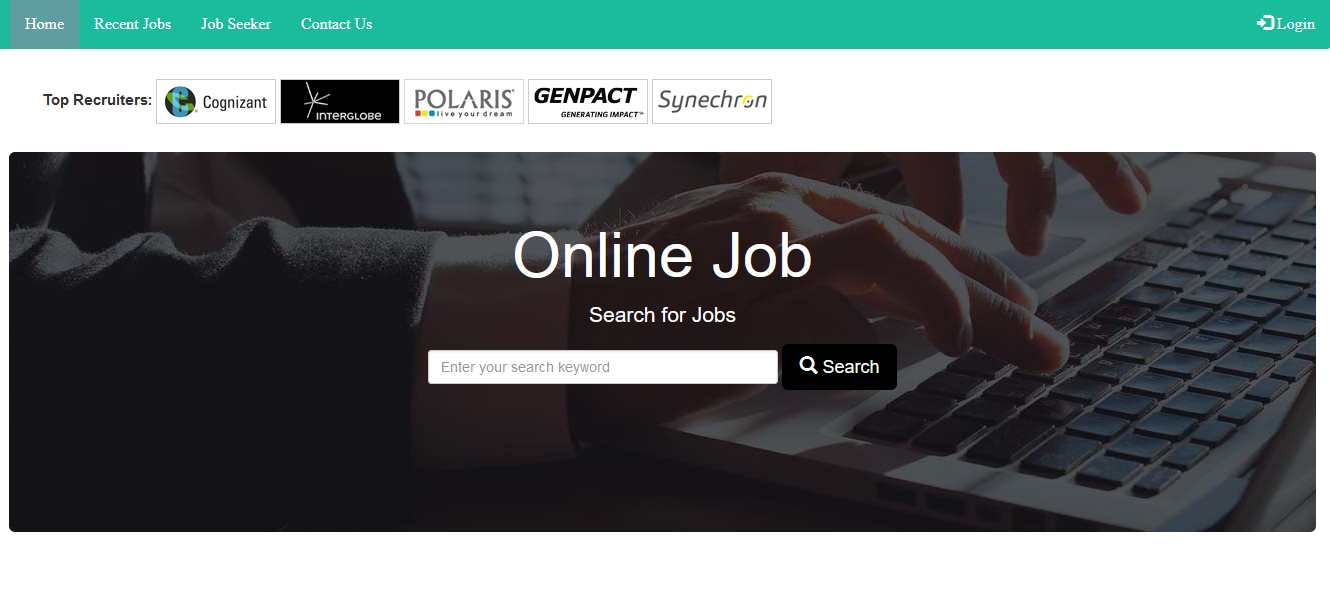 Home Recent Jobs Job Seeker Contact Us Login
Top Recruiters: Cognizant INTERGLOBE POLARIS live your dream GENPACT GENERATING IMPACT℠ Synechron
Online Job
Search for Jobs
Enter your search keyword Search